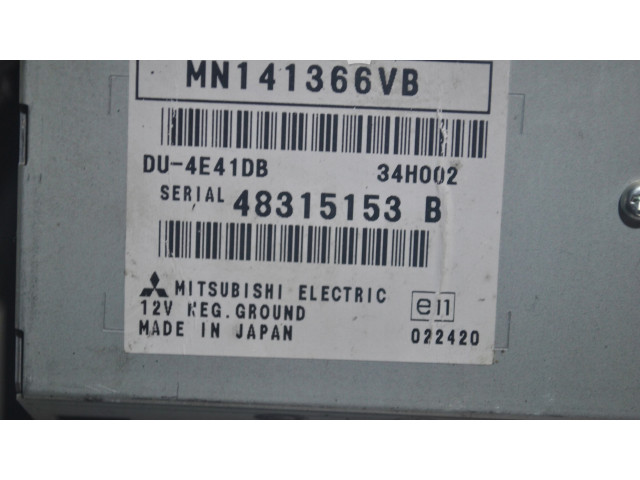 MN141366VB
DU-4E41DB 34H002
SERIAL 48315153 B
MITSUBISHI ELECTRIC
12V NEG.GROUND e11
MADE IN JAPAN 022420